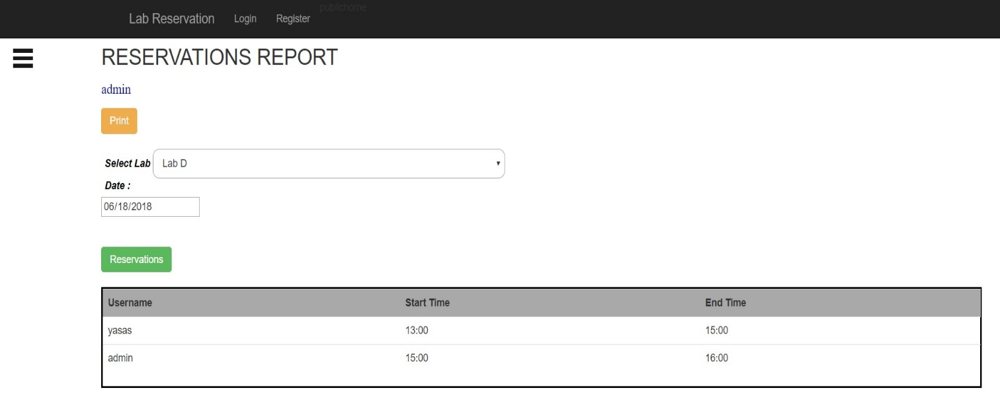 Lab Reservation Login Register publichome
RESERVATIONS REPORT
admin
Print
Select Lab Lab D
Date :
06/18/2018
Reservations
Username Start Time End Time
yasas 13:00 15:00
admin 15:00 16:00